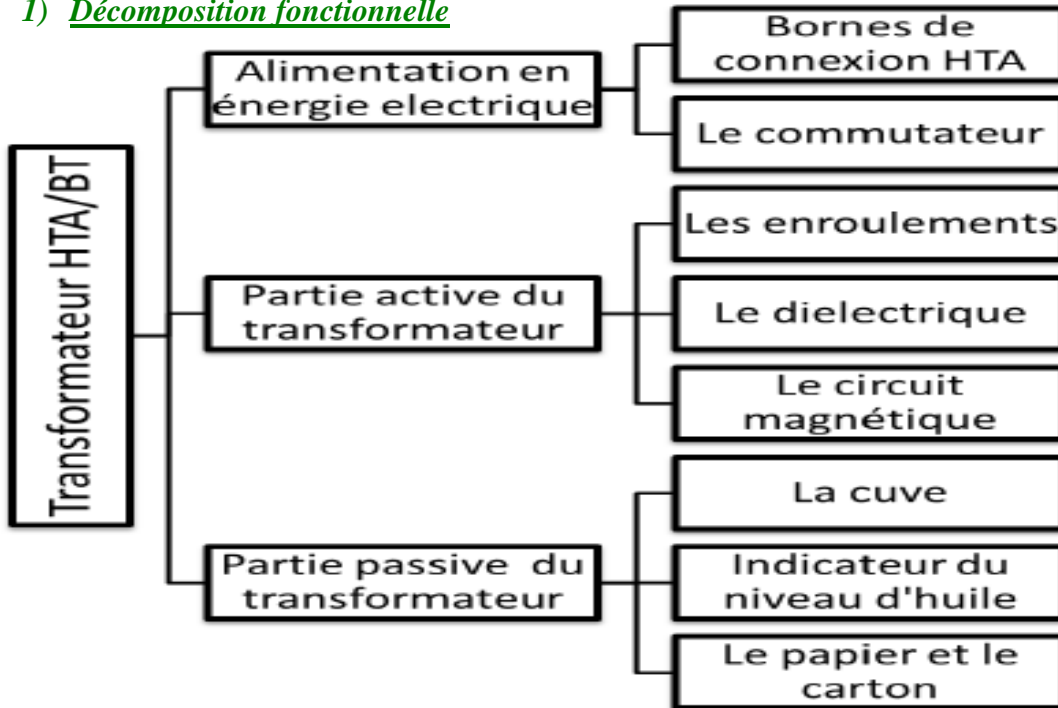 1) Décomposition fonctionnelle
Transformateur HTA/BT
Alimentation en
énergie electrique
Bornes de
connexion HTA
Le commutateur
Partie active du
transformateur
Les enroulements
Le dielectrique
Le circuit
magnétique
Partie passive du
transformateur
La cuve
Indicateur du
niveau d'huile
Le papier et le
carton